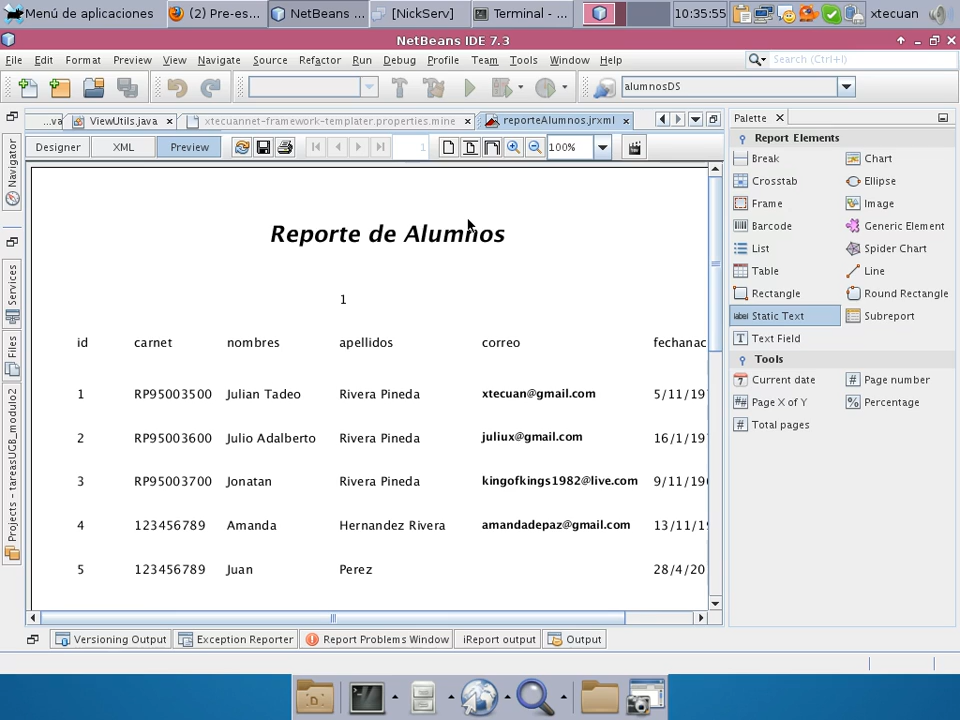 Menú de aplicaciones (2) Pre-es... NetBeans ... [NickServ] Terminal - ... 10:35:55 xtecuan
NetBeans IDE 7.3
File Edit Format Preview View Navigate Source Refactor Run Debug Profile Team Tools Window Help Search (Ctrl+I)
alumnosDS
...va ViewUtils.java xtecuannet-framework-templater.properties.mine reporteAlumnos.jrxml
Designer XML Preview 1 100%
Reporte de Alumnos
1
id carnet nombres apellidos correo fechanac
1 RP95003500 Julian Tadeo Rivera Pineda xtecuan@gmail.com 5/11/19
2 RP95003600 Julio Adalberto Rivera Pineda juliux@gmail.com 16/1/19
3 RP95003700 Jonatan Rivera Pineda kingofkings1982@live.com 9/11/19
4 123456789 Amanda Hernandez Rivera amandadepaz@gmail.com 13/11/1
5 123456789 Juan Perez 28/4/20
Palette
Report Elements
Break Chart
Crosstab Ellipse
Frame Image
Barcode Generic Element
List Spider Chart
Table Line
Rectangle Round Rectangle
label Static Text Subreport
Text Field
Tools
Current date Page number
Page X of Y Percentage
Total pages
Navigator
Services
Files
Projects - tareasUGB_modulo2
Versioning Output Exception Reporter Report Problems Window iReport output Output